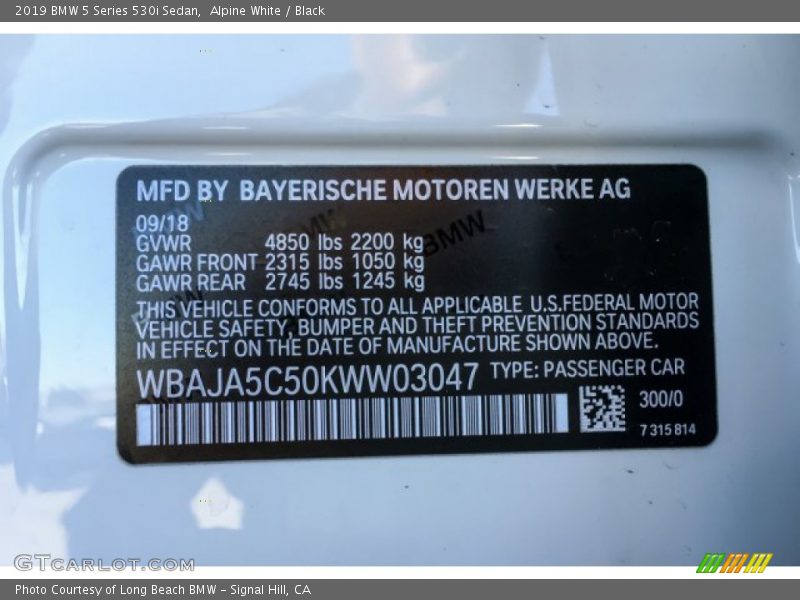 2019 BMW 5 Series 530i Sedan, Alpine White / Black
MFD BY BAYERISCHE MOTOREN WERKE AG
09/18
GVWR 4850 lbs 2200 kg
GAWR FRONT 2315 lbs 1050 kg
GAWR REAR 2745 lbs 1245 kg
THIS VEHICLE CONFORMS TO ALL APPLICABLE U.S.FEDERAL MOTOR
VEHICLE SAFETY, BUMPER AND THEFT PREVENTION STANDARDS
IN EFFECT ON THE DATE OF MANUFACTURE SHOWN ABOVE.
WBAJA5C50KWW03047 TYPE: PASSENGER CAR
300/0
7 315 814
BMW
GTCARLOT.COM
Photo Courtesy of Long Beach BMW - Signal Hill, CA